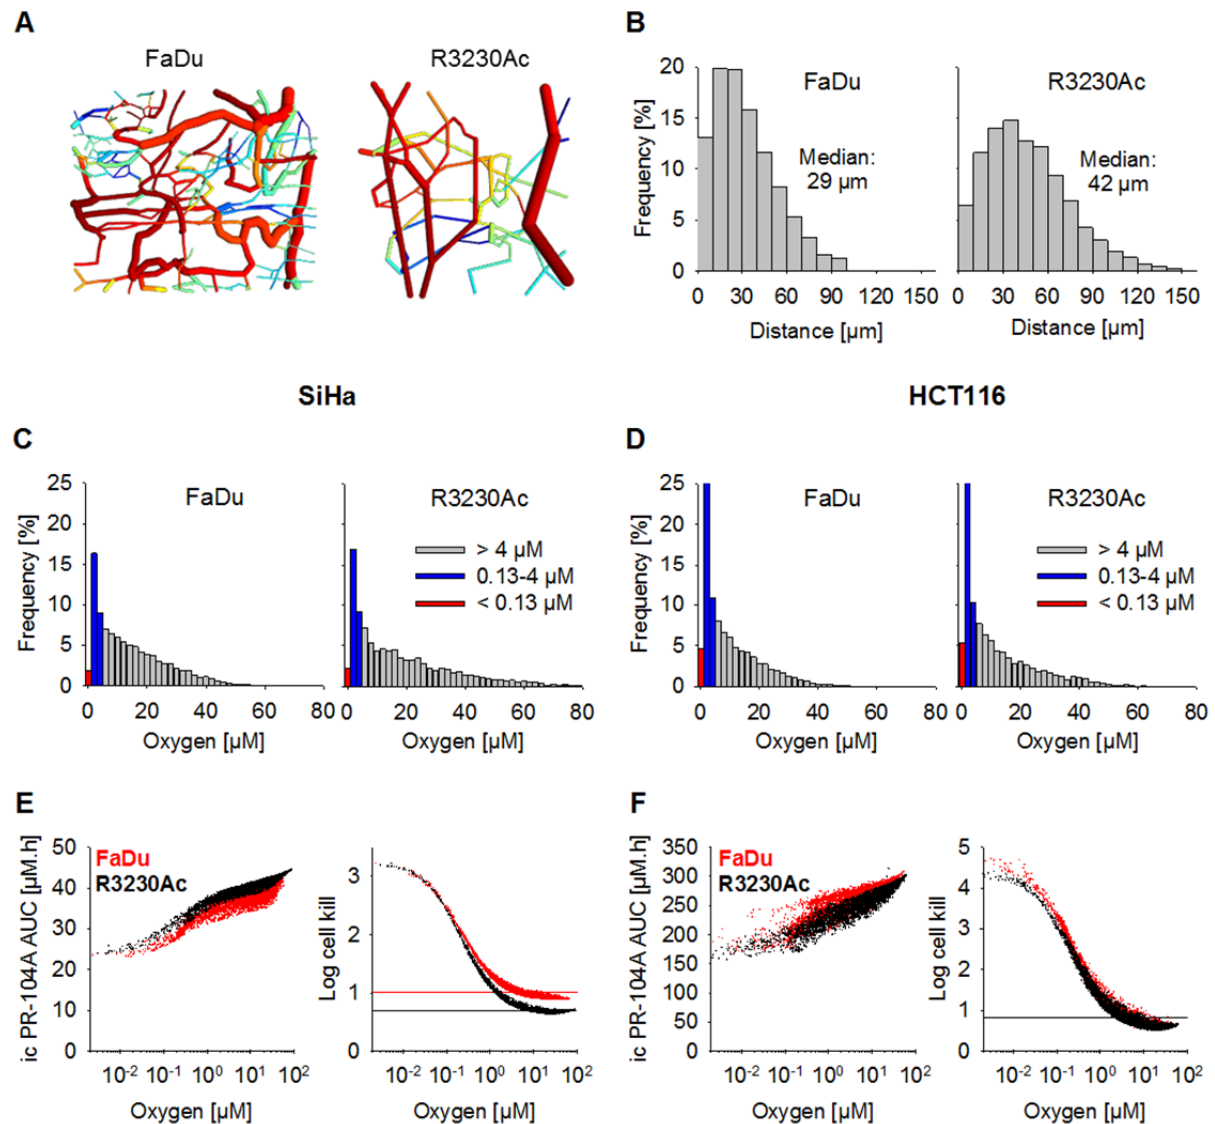 A
FaDu
R3230Ac
B
20
15
10
5
0
Frequency [%]
FaDu
Median:
29 µm
0 30 60 90 120 150
Distance [µm]
R3230Ac
Median:
42 µm
0 30 60 90 120 150
Distance [µm]
SiHa
HCT116
C
25
20
15
10
5
0
Frequency [%]
FaDu
0 20 40 60 80
Oxygen [µM]
R3230Ac
> 4 µM
0.13-4 µM
< 0.13 µM
0 20 40 60 80
Oxygen [µM]
D
25
20
15
10
5
0
Frequency [%]
FaDu
0 20 40 60 80
Oxygen [µM]
R3230Ac
> 4 µM
0.13-4 µM
< 0.13 µM
0 20 40 60 80
Oxygen [µM]
E
50
40
30
20
10
0
ic PR-104A AUC [µM.h]
FaDu
R3230Ac
10-2 10-1 100 101 102
Oxygen [µM]
3
2
1
0
Log cell kill
10-2 10-1 100 101 102
Oxygen [µM]
F
350
300
250
200
150
100
50
0
ic PR-104A AUC [µM.h]
FaDu
R3230Ac
10-2 10-1 100 101 102
Oxygen [µM]
5
4
3
2
1
0
Log cell kill
10-2 10-1 100 101 102
Oxygen [µM]